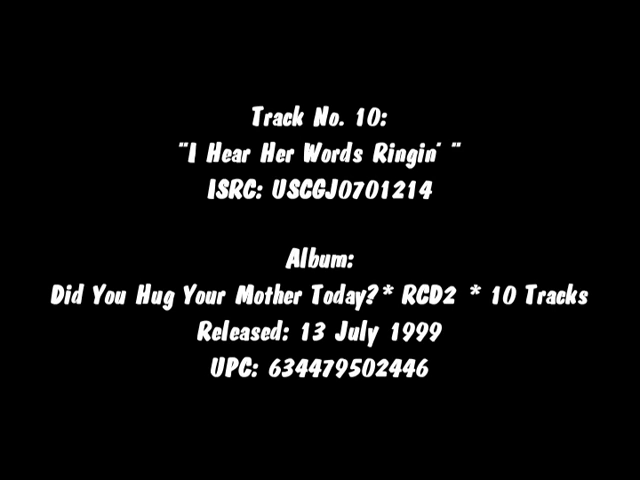 Track No. 10:
"I Hear Her Words Ringin' "
ISRC: USCGJ0701214
Album:
Did You Hug Your Mother Today?* RCD2 * 10 Tracks
Released: 13 July 1999
UPC: 634479502446